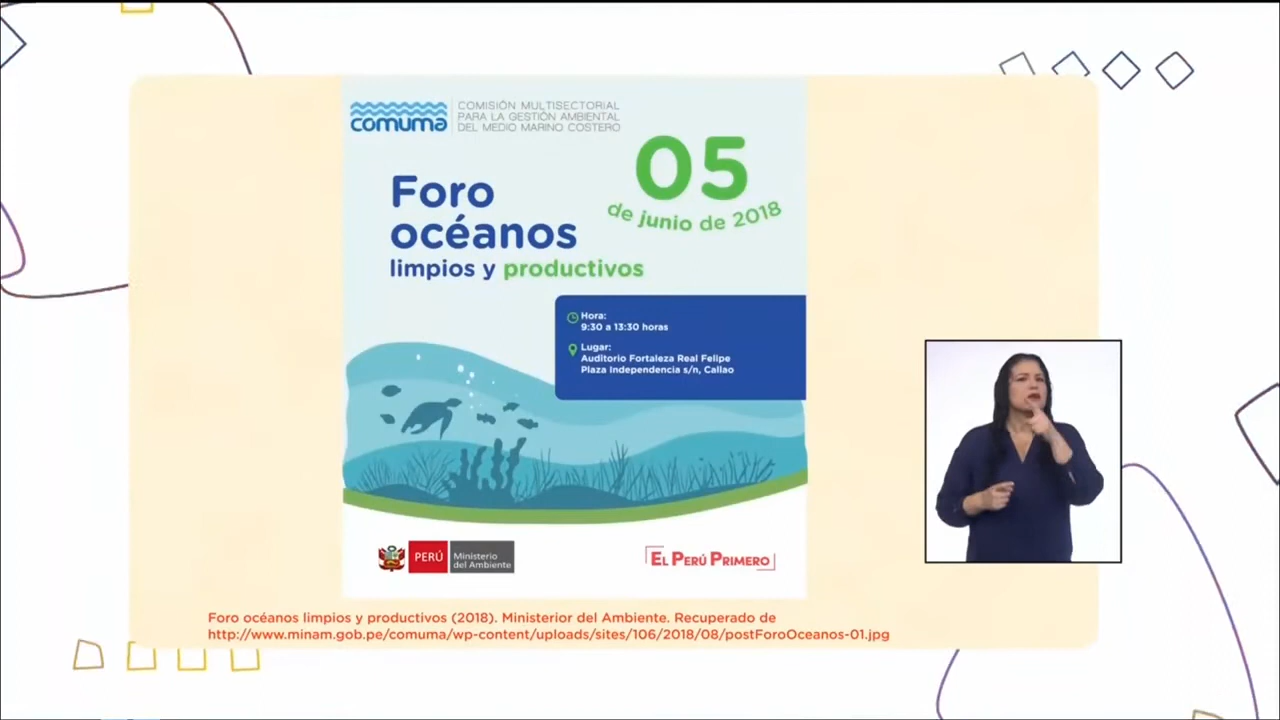 comuma
COMISIÓN MULTISECTORIAL
PARA LA GESTIÓN AMBIENTAL
DEL MEDIO MARINO COSTERO
05
de junio de 2018
Foro
océanos
limpios y productivos
Hora:
9:30 a 13:30 horas
Lugar:
Auditorio Fortaleza Real Felipe
Plaza Independencia s/n, Callao
PERÚ
Ministerio
del Ambiente
EL PERÚ PRIMERO
Foro océanos limpios y productivos (2018). Ministerior del Ambiente. Recuperado de
http://www.minam.gob.pe/comuma/wp-content/uploads/sites/106/2018/08/postForoOceanos-01.jpg